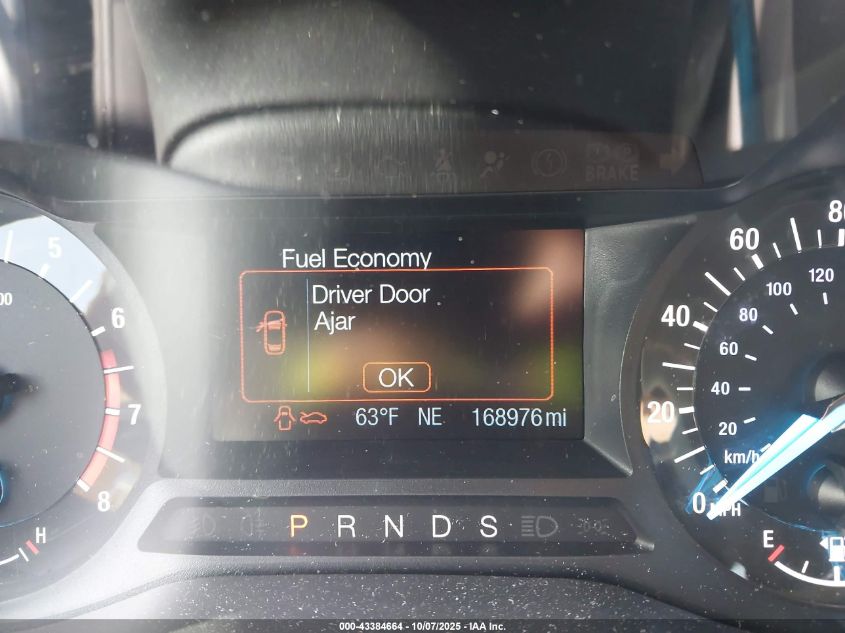 BRAKE
Fuel Economy
Driver Door
Ajar
OK
63°F NE 168976mi
P R N D S
5
6
7
8
H
80
60
40
20
0
MPH
120
100
80
60
40
20
km/h
E
000-43384664 - 10/07/2025 - IAA Inc.